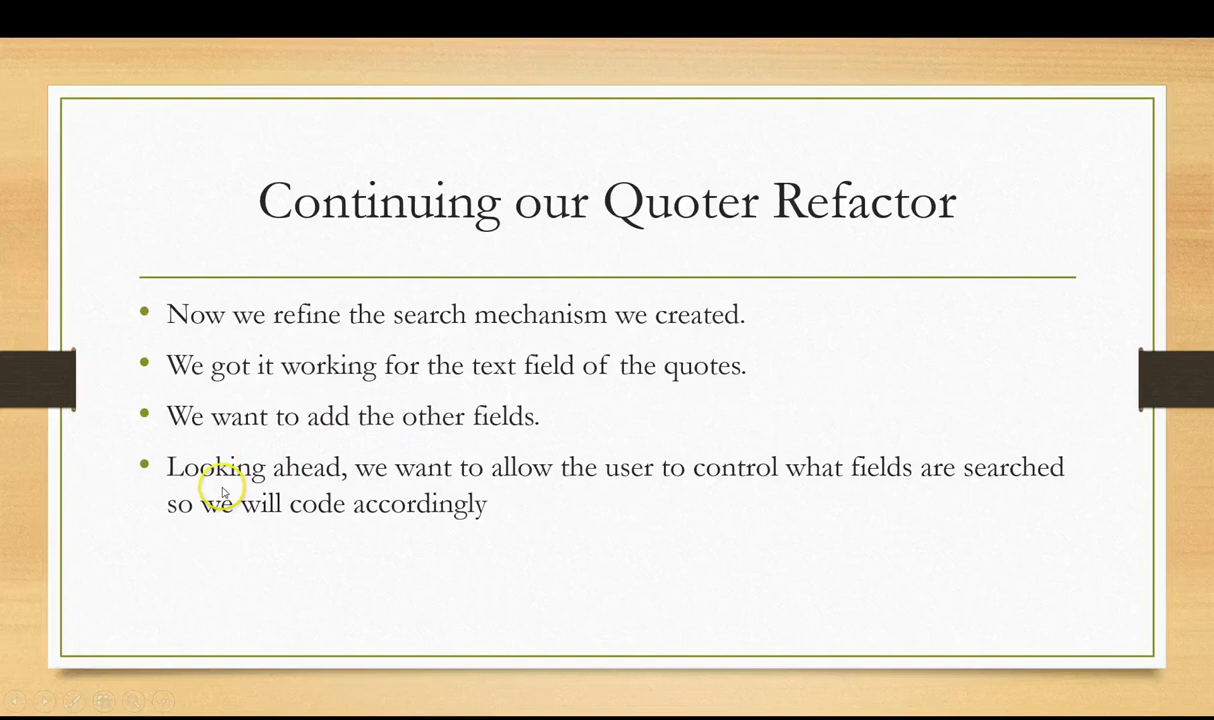 Continuing our Quoter Refactor
• Now we refine the search mechanism we created.
• We got it working for the text field of the quotes.
• We want to add the other fields.
• Looking ahead, we want to allow the user to control what fields are searched
so we will code accordingly